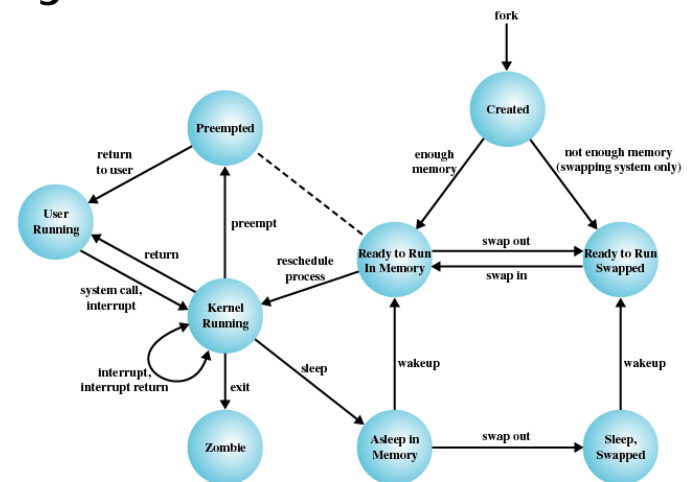 g
fork
Created
Preempted
enough
memory
not enough memory
(swapping system only)
return
to user
User
Running
preempt
return
Ready to Run
In Memory
swap out
swap in
Ready to Run
Swapped
reschedule
process
system call,
interrupt
Kernel
Running
interrupt,
interrupt return
exit
sleep
wakeup
wakeup
Zombie
Asleep in
Memory
swap out
Sleep,
Swapped